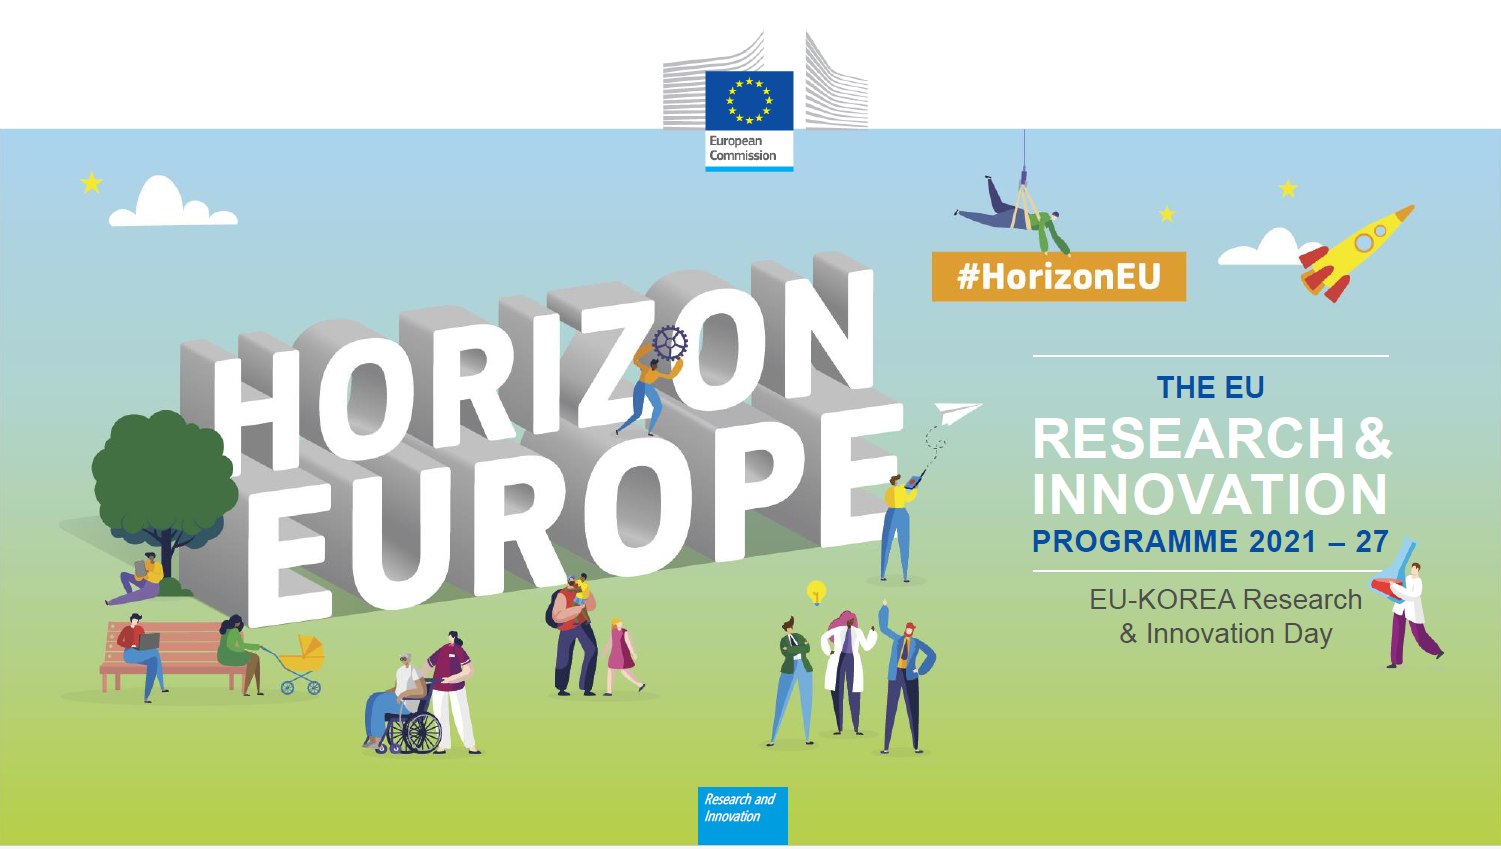 European
Commission
#HorizonEU
HORIZON
EUROPE
THE EU
RESEARCH &
INNOVATION
PROGRAMME 2021 – 27
EU-KOREA Research
& Innovation Day
Research and
Innovation